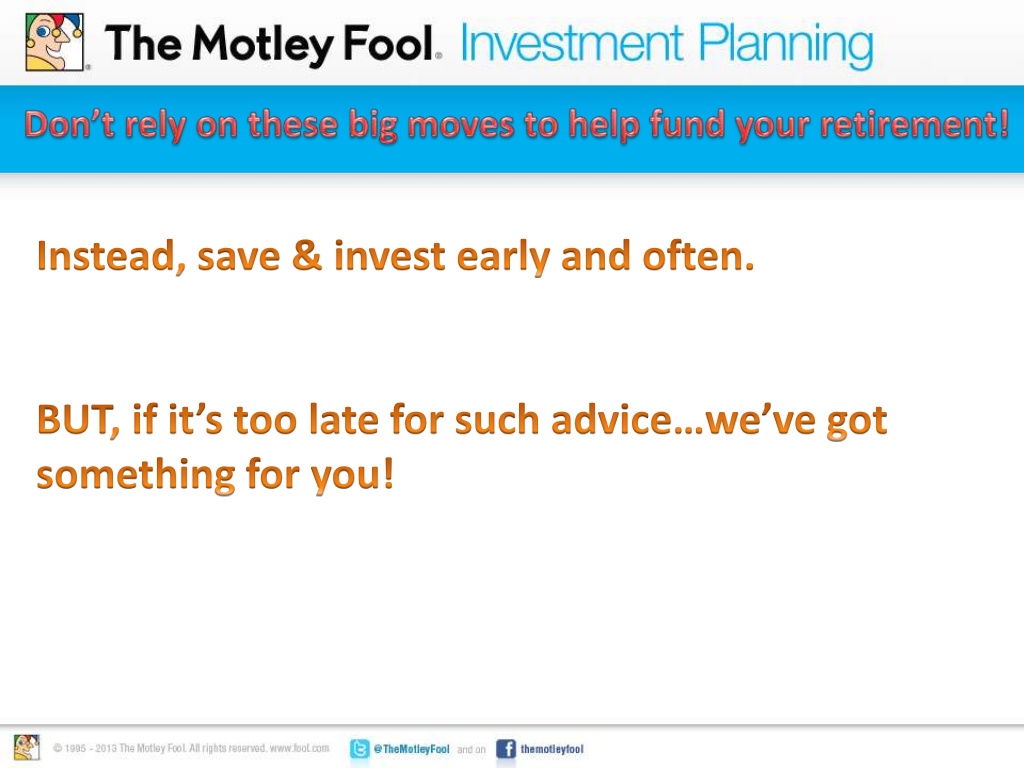 The Motley Fool® Investment Planning
Don’t rely on these big moves to help fund your retirement!
Instead, save & invest early and often.
BUT, if it’s too late for such advice…we’ve got
something for you!
© 1995 - 2013 The Motley Fool. All rights reserved. www.fool.com @TheMotleyFool and on themotleyfool